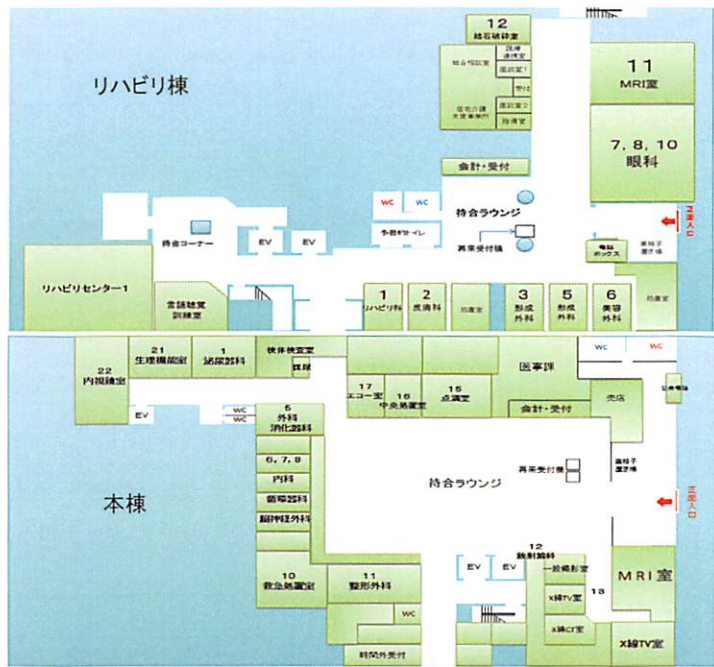 リハビリ棟
12
結石破砕室
総合相談室
医療
連携室
面談室1
受付
面談室2
指導室
在宅介護
支援事業所
11
MRI室
7, 8, 10
眼科
会計・受付
WC
WC
待合ラウンジ
再来受付機
待合コーナー
EV
EV
多目的トイレ
正面入口
電話
ボックス
車椅子
置き場
処置室
リハビリセンター1
言語聴覚
訓練室
1
リハビリ科
2
皮膚科
処置室
3
形成
外科
5
形成
外科
6
美容
外科
本棟
22
内視鏡室
21
生理機能室
1
泌尿器科
検体検査室
採尿
17
エコー室
16
中央処置室
15
点滴室
医事課
会計・受付
WC
WC
売店
公衆電話
EV
WC
WC
5
外科
消化器科
6, 7, 8
内科
循環器科
脳神経外科
待合ラウンジ
再来受付機
車椅子
置き場
正面入口
10
救急処置室
11
整形外科
WC
時間外受付
EV
EV
12
放射線科
一般撮影室
X線TV室
13
X線CT室
MRI室
X線TV室